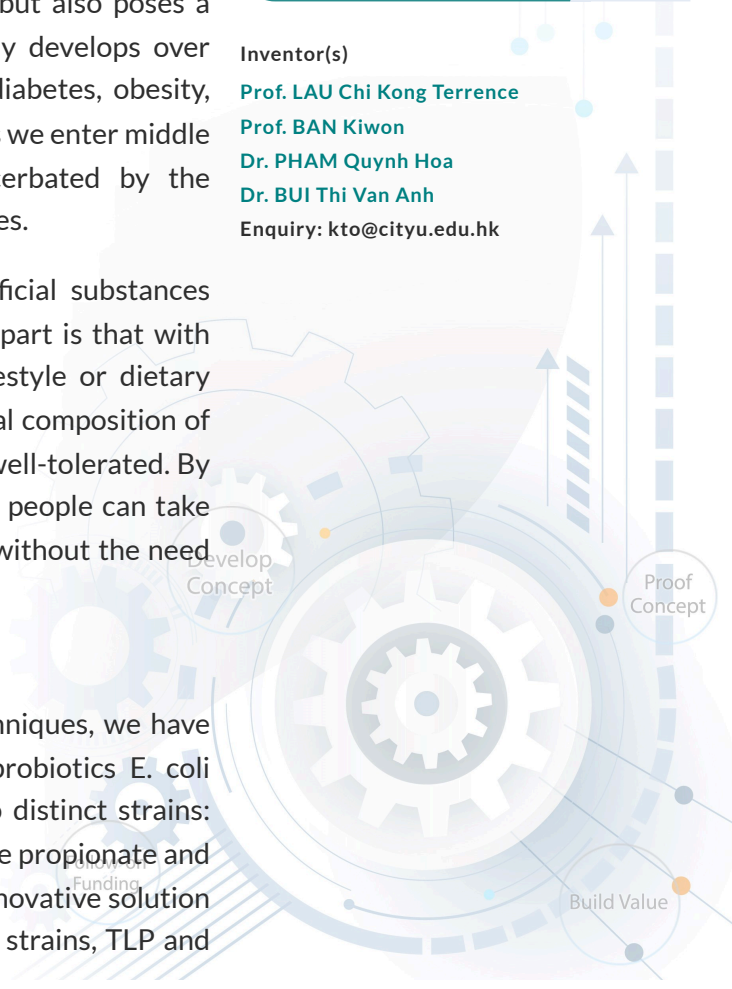 but also poses a
y develops over
diabetes, obesity,
we enter middle
erbated by the
es.
ficial substances
part is that with
estyle or dietary
al composition of
well-tolerated. By
people can take
without the need
hniques, we have
probiotics E. coli
distinct strains:
e propionate and
novative solution
strains, TLP and
Inventor(s)
Prof. LAU Chi Kong Terrence
Prof. BAN Kiwon
Dr. PHAM Quynh Hoa
Dr. BUI Thi Van Anh
Enquiry: kto@cityu.edu.hk
Develop
Concept
Proof
Concept
Follow-on
Funding
Build Value